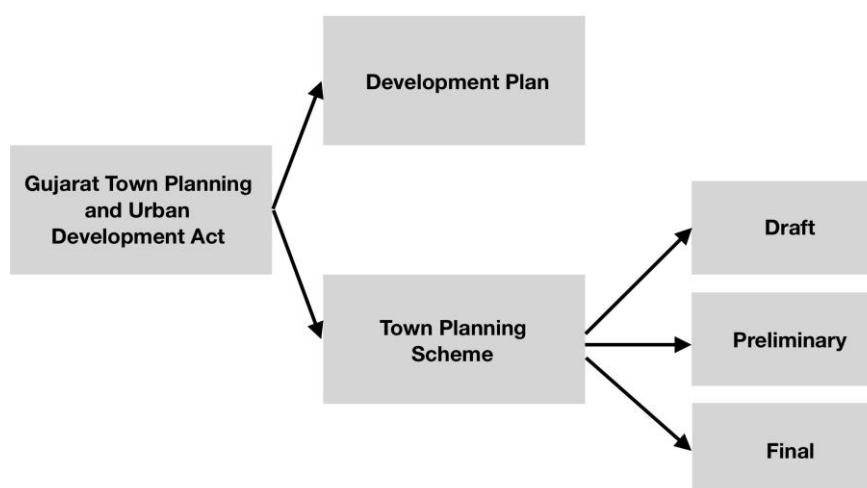 Development Plan
Gujarat Town Planning
and Urban
Development Act
Draft
Town Planning
Scheme
Preliminary
Final